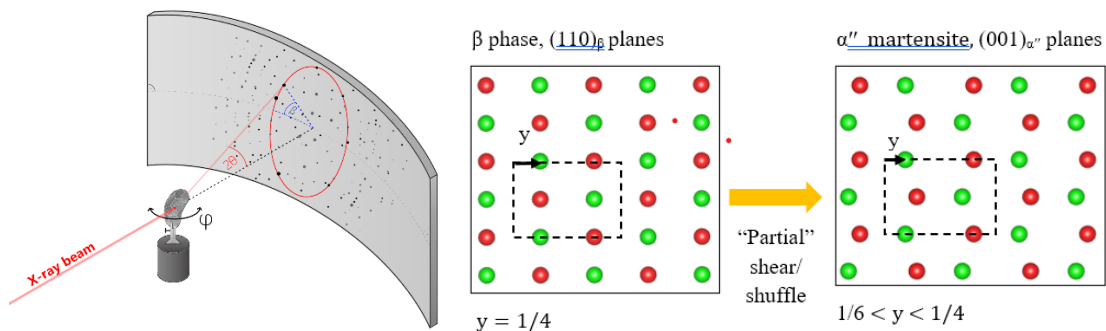 X-ray beam
2θ
φ
β phase, (110)β planes
y
y = 1/4
"Partial"
shear/
shuffle
α″ martensite, (001)α″ planes
y
1/6 < y < 1/4